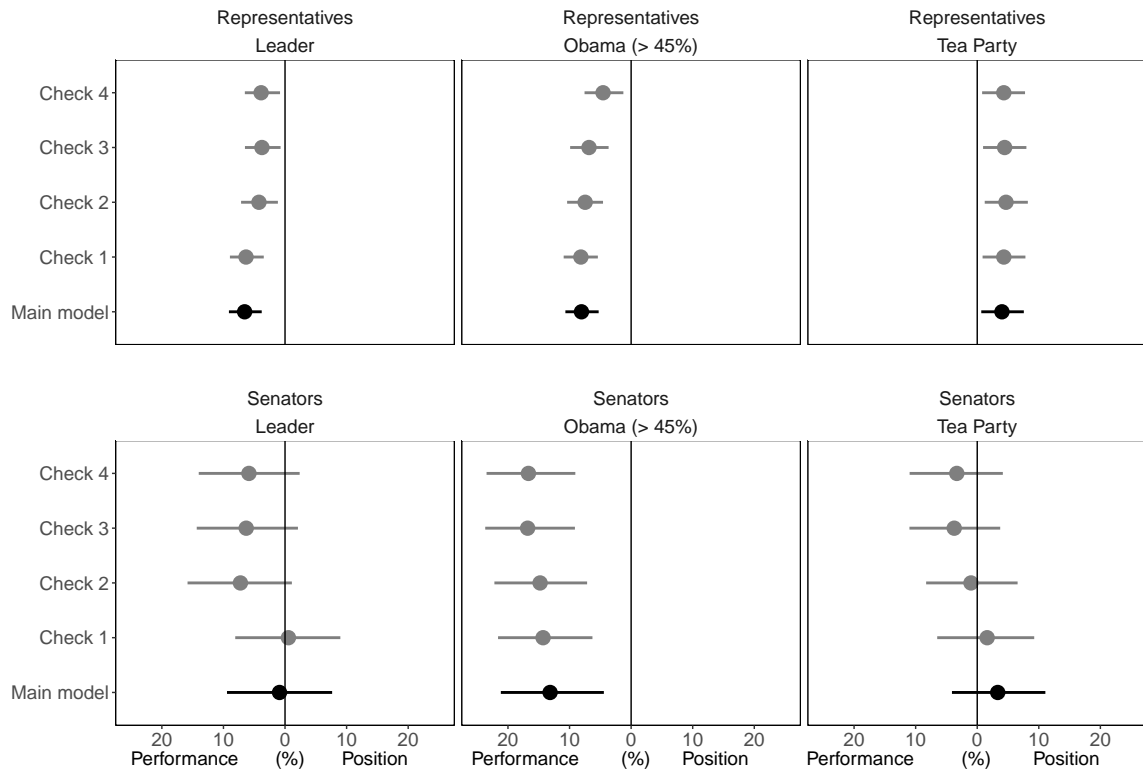 Representatives Representatives Representatives
Leader Obama (> 45%) Tea Party
Check 4
Check 3
Check 2
Check 1
Main model
Senators Senators Senators
Leader Obama (> 45%) Tea Party
Check 4
Check 3
Check 2
Check 1
Main model
20 10 0 10 20 20 10 0 10 20 20 10 0 10 20
Performance (%) Position Performance (%) Position Performance (%) Position